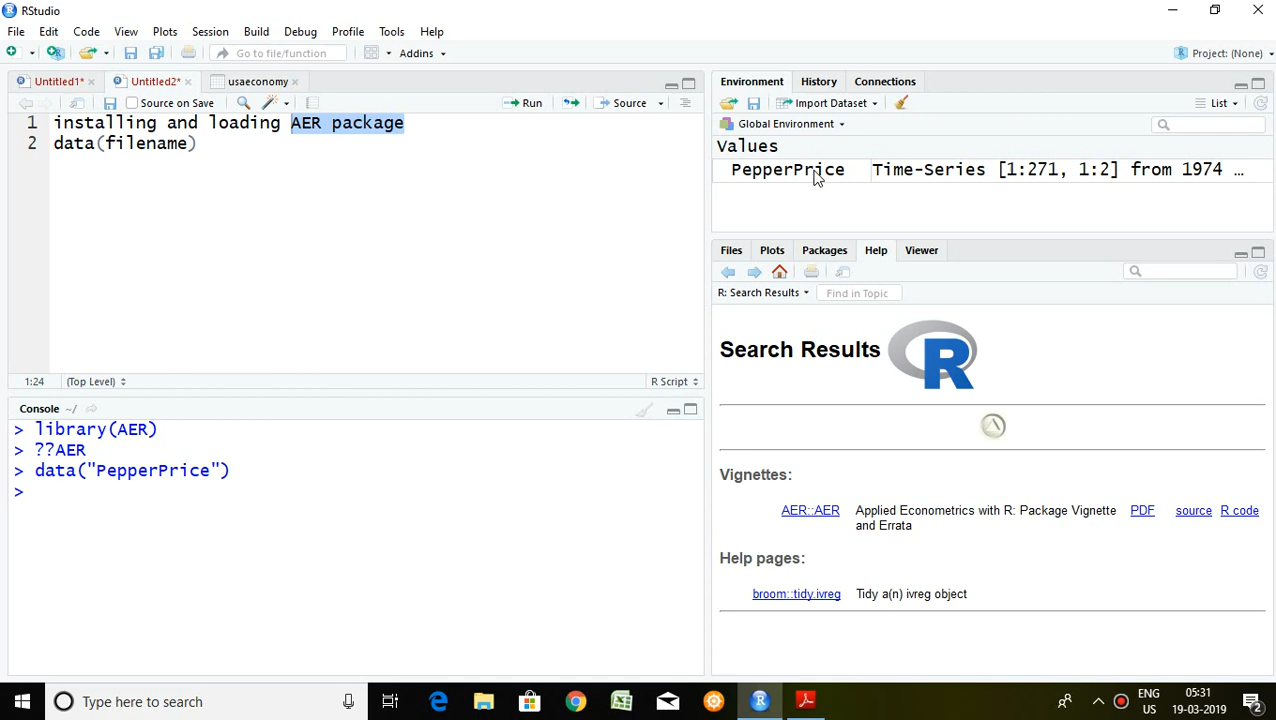 RStudio
File Edit Code View Plots Session Build Debug Profile Tools Help
Go to file/function Addins Project: (None)
Untitled1* Untitled2* usaeconomy
Source on Save Run Source
1 installing and loading AER package
2 data(filename)
1:24 (Top Level) R Script
Console ~/
> library(AER)
> ??AER
> data("PepperPrice")
>
Environment History Connections
Import Dataset List
Global Environment
Values
PepperPrice Time-Series [1:271, 1:2] from 1974 …
Files Plots Packages Help Viewer
R: Search Results Find in Topic
Search Results R
Vignettes:
AER::AER Applied Econometrics with R: Package Vignette and Errata PDF source R code
Help pages:
broom::tidy.ivreg Tidy a(n) ivreg object
Type here to search
ENG
US
05:31
19-03-2019
2